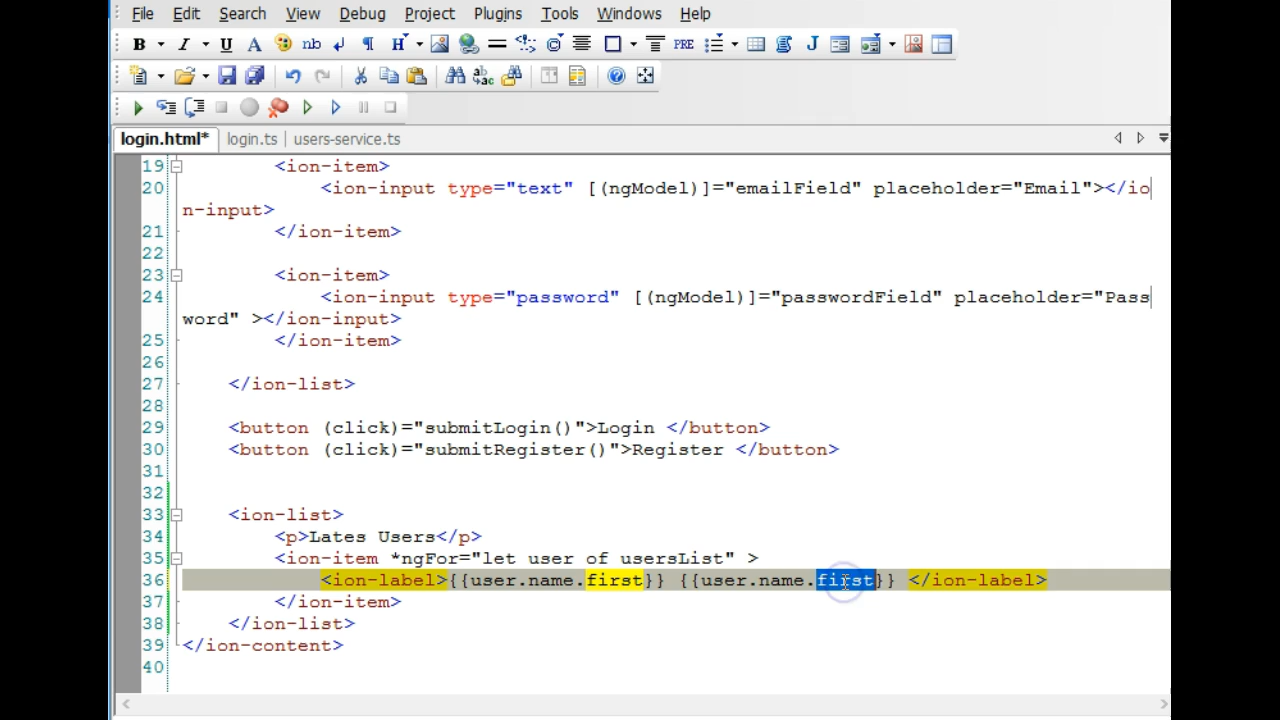 File Edit Search View Debug Project Plugins Tools Windows Help
B I U A nb ¶ H © PRE J
login.html* login.ts users-service.ts
19 <ion-item>
20 <ion-input type="text" [(ngModel)]="emailField" placeholder="Email"></io
n-input>
21 </ion-item>
22
23 <ion-item>
24 <ion-input type="password" [(ngModel)]="passwordField" placeholder="Pass
word" ></ion-input>
25 </ion-item>
26
27 </ion-list>
28
29 <button (click)="submitLogin()">Login </button>
30 <button (click)="submitRegister()">Register </button>
31
32
33 <ion-list>
34 <p>Lates Users</p>
35 <ion-item *ngFor="let user of usersList" >
36 <ion-label>{{user.name.first}} {{user.name.first}} </ion-label>
37 </ion-item>
38 </ion-list>
39 </ion-content>
40